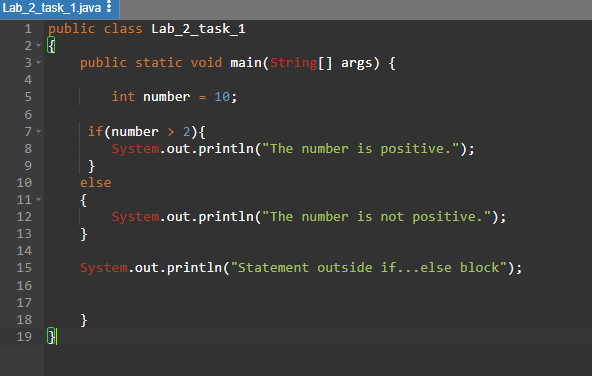 Lab_2_task_1.java
1 public class Lab_2_task_1
2 {
3 public static void main(String[] args) {
4
5 int number = 10;
6
7 if(number > 2){
8 System.out.println("The number is positive.");
9 }
10 else
11 {
12 System.out.println("The number is not positive.");
13 }
14
15 System.out.println("Statement outside if...else block");
16
17
18 }
19 }